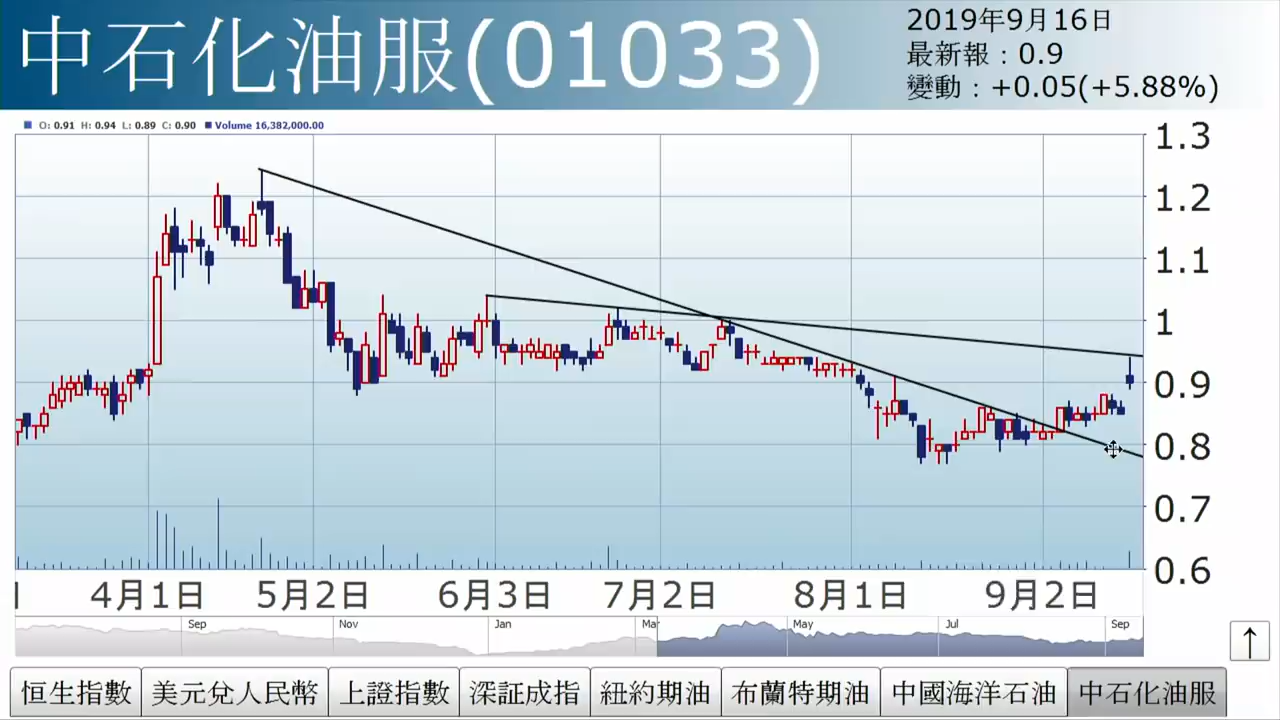 中石化油服(01033)
2019年9月16日
最新報：0.9
變動：+0.05(+5.88%)
O: 0.91 H: 0.94 L: 0.89 C: 0.90 Volume 16,382,000.00
1.3
1.2
1.1
1
0.9
0.8
0.7
0.6
4月1日 5月2日 6月3日 7月2日 8月1日 9月2日
Sep Nov Jan Mar May Jul Sep
↑
恒生指數 美元兌人民幣 上證指數 深証成指 紐約期油 布蘭特期油 中國海洋石油 中石化油服